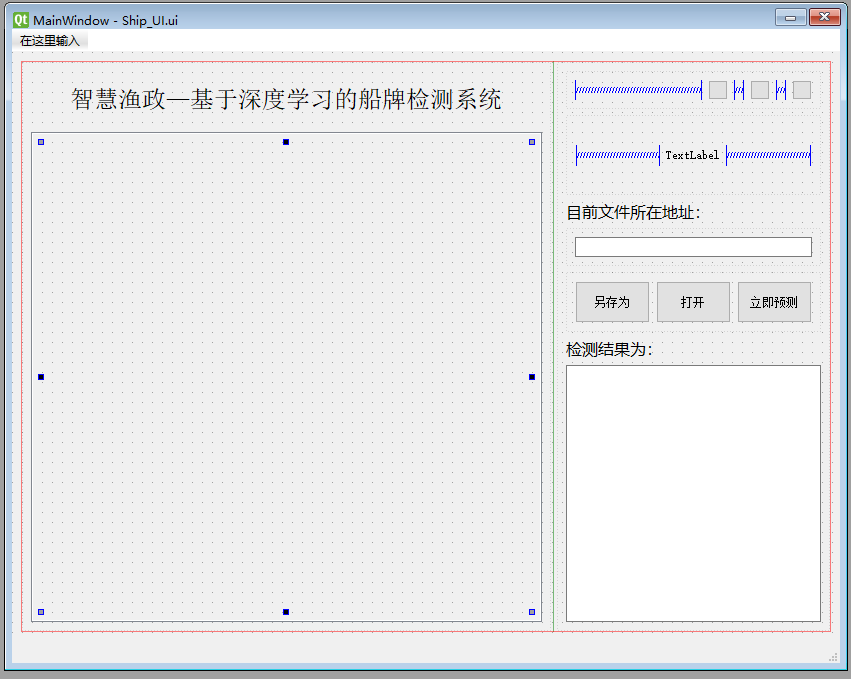 Qt MainWindow - Ship_UI.ui
在这里输入
智慧渔政—基于深度学习的船牌检测系统
TextLabel
目前文件所在地址：
另存为 打开 立即预测
检测结果为：